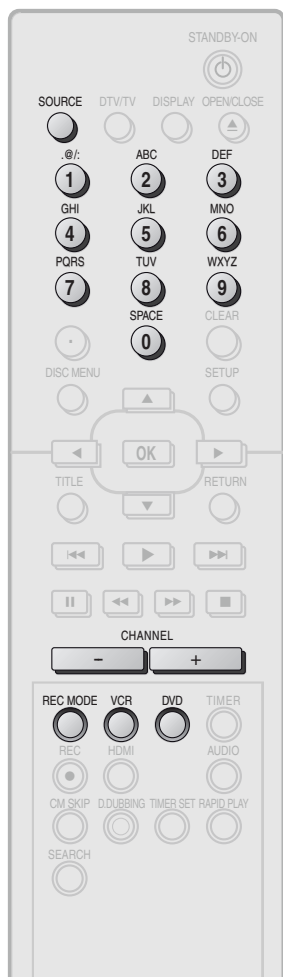 STANDBY-ON
SOURCE DTV/TV DISPLAY OPEN/CLOSE
.@/: ABC DEF
1 2 3
GHI JKL MNO
4 5 6
PQRS TUV WXYZ
7 8 9
SPACE CLEAR
0
DISC MENU SETUP
OK
TITLE RETURN
CHANNEL
- +
REC MODE VCR DVD TIMER
REC HDMI AUDIO
CM SKIP D.DUBBING TIMER SET RAPID PLAY
SEARCH